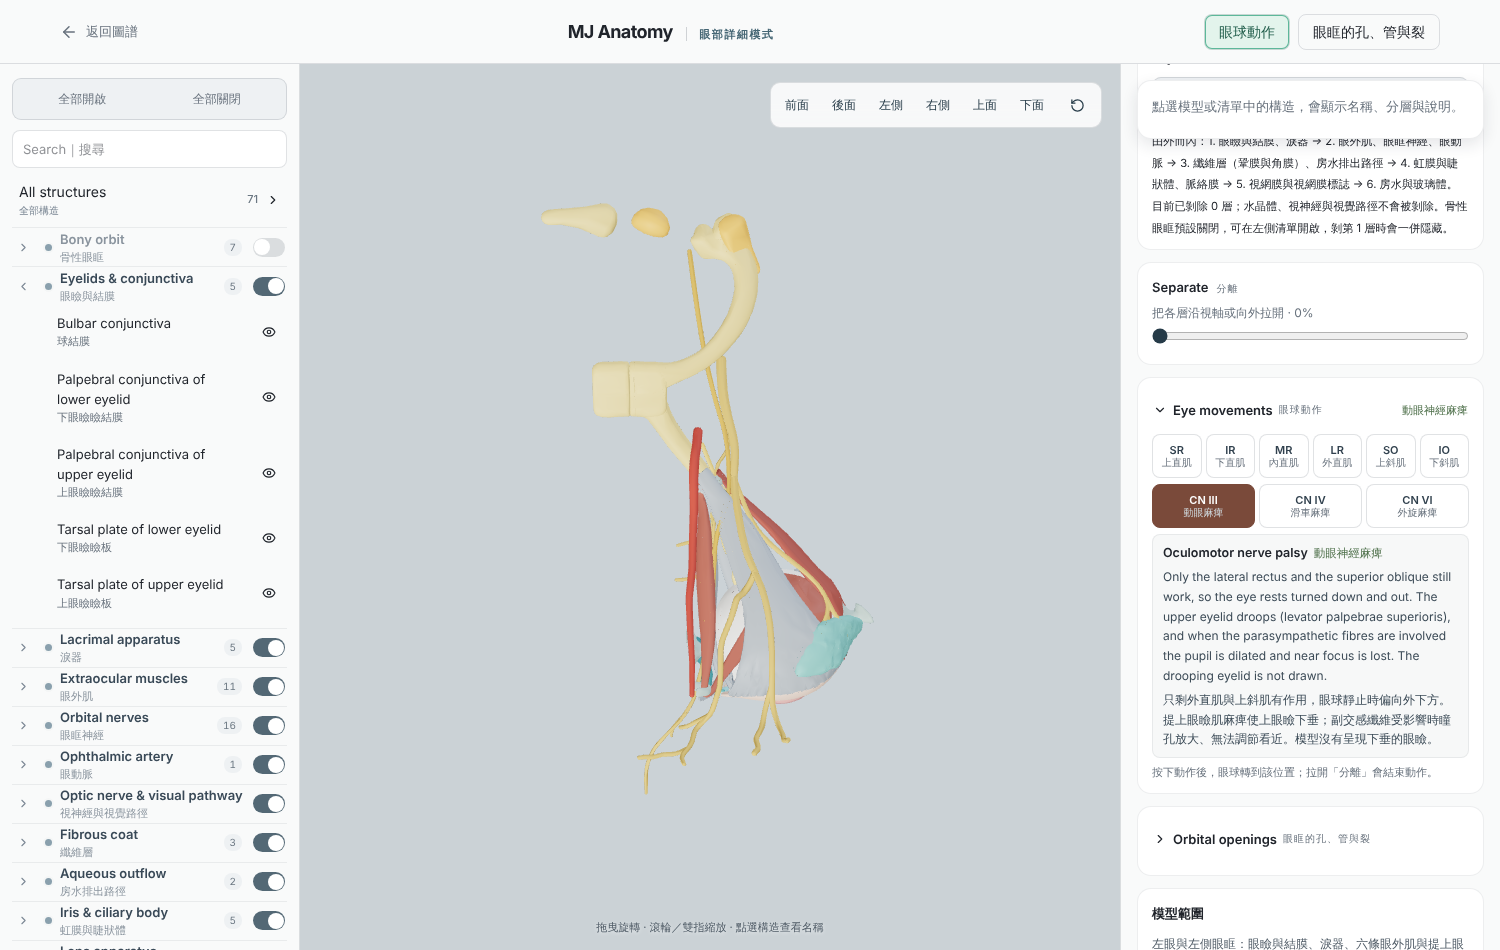 返回圖譜
MJ Anatomy
眼部詳細模式
眼球動作
眼眶的孔、管與裂
全部開啟
全部關閉
Search｜搜尋
All structures
全部構造
71
Bony orbit
骨性眼眶
7
Eyelids & conjunctiva
眼瞼與結膜
5
Bulbar conjunctiva
球結膜
Palpebral conjunctiva of
lower eyelid
下眼瞼瞼結膜
Palpebral conjunctiva of
upper eyelid
上眼瞼瞼結膜
Tarsal plate of lower eyelid
下眼瞼瞼板
Tarsal plate of upper eyelid
上眼瞼瞼板
Lacrimal apparatus
淚器
5
Extraocular muscles
眼外肌
11
Orbital nerves
眼眶神經
16
Ophthalmic artery
眼動脈
1
Optic nerve & visual pathway
視神經與視覺路徑
Fibrous coat
纖維層
3
Aqueous outflow
房水排出路徑
2
Iris & ciliary body
虹膜與睫狀體
5
前面
後面
左側
右側
上面
下面
拖曳旋轉 · 滾輪／雙指縮放 · 點選構造查看名稱
點選模型或清單中的構造，會顯示名稱、分層與說明。
由外而內：1. 眼瞼與結膜、淚器 → 2. 眼外肌、眼眶神經、眼動
脈 → 3. 纖維層（鞏膜與角膜）、房水排出路徑 → 4. 虹膜與睫
狀體、脈絡膜 → 5. 視網膜與視網膜標誌 → 6. 房水與玻璃體。
目前已剝除 0 層；水晶體、視神經與視覺路徑不會被剝除。骨性
眼眶預設關閉，可在左側清單開啟，剝第 1 層時會一併隱藏。
Separate 分離
把各層沿視軸或向外拉開 · 0%
Eye movements 眼球動作
動眼神經麻痺
SR
上直肌
IR
下直肌
MR
內直肌
LR
外直肌
SO
上斜肌
IO
下斜肌
CN III
動眼麻痺
CN IV
滑車麻痺
CN VI
外旋麻痺
Oculomotor nerve palsy 動眼神經麻痺
Only the lateral rectus and the superior oblique still
work, so the eye rests turned down and out. The
upper eyelid droops (levator palpebrae superioris),
and when the parasympathetic fibres are involved
the pupil is dilated and near focus is lost. The
drooping eyelid is not drawn.
只剩外直肌與上斜肌有作用，眼球靜止時偏向外下方。
提上眼瞼肌麻痺使上眼瞼下垂；副交感纖維受影響時瞳
孔放大、無法調節看近。模型沒有呈現下垂的眼瞼。
按下動作後，眼球轉到該位置；拉開「分離」會結束動作。
Orbital openings 眼眶的孔、管與裂
模型範圍
左眼與左側眼眶：眼瞼與結膜、淚器、六條眼外肌與提上眼